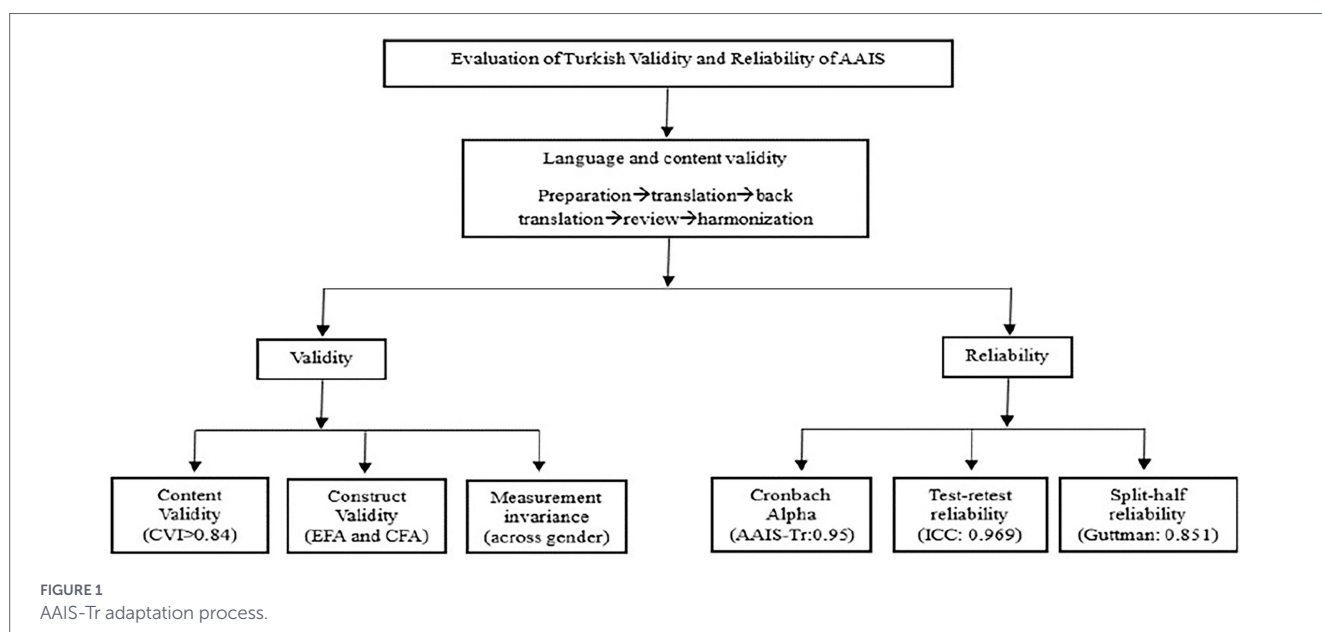 Evaluation of Turkish Validity and Reliability of AAIS
Language and content validity
Preparation→translation→back
translation→review→harmonization
Validity
Reliability
Content
Validity
(CVI>0.84)
Construct
Validity
(EFA and CFA)
Measurement
invariance
(across gender)
Cronbach
Alpha
(AAIS-Tr:0.95)
Test-retest
reliability
(ICC: 0.969)
Split-half
reliability
(Guttman: 0.851)
FIGURE 1
AAIS-Tr adaptation process.